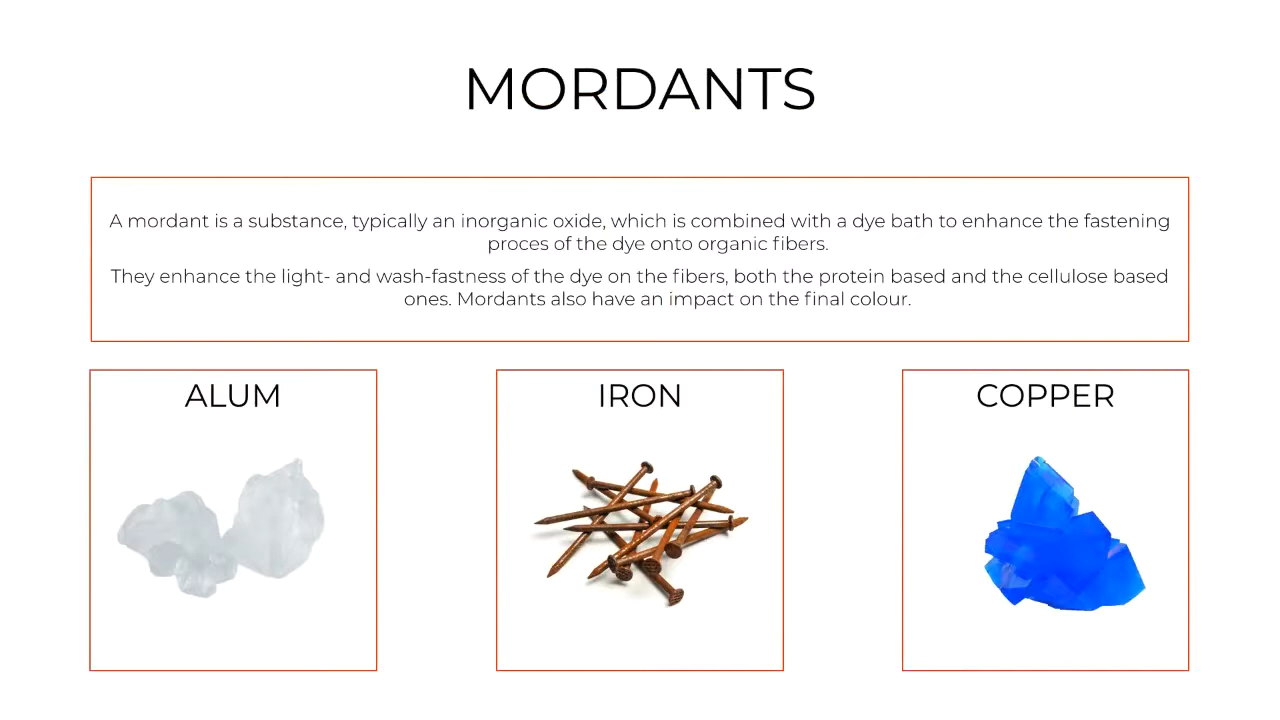 MORDANTS
A mordant is a substance, typically an inorganic oxide, which is combined with a dye bath to enhance the fastening
proces of the dye onto organic fibers.
They enhance the light- and wash-fastness of the dye on the fibers, both the protein based and the cellulose based
ones. Mordants also have an impact on the final colour.
ALUM
IRON
COPPER